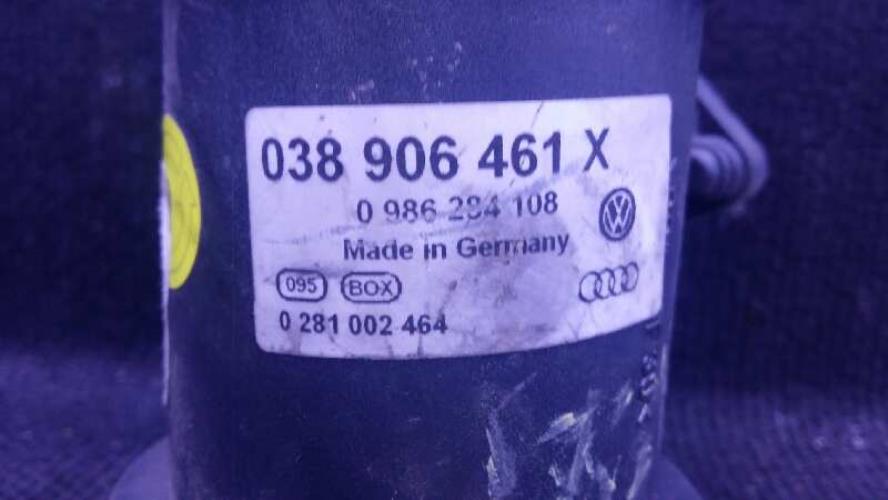 038 906 461 X
0 986 284 108
Made in Germany
095 BOX
0 281 002 464